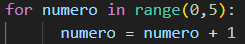 for numero in range(0,5):
    numero = numero + 1